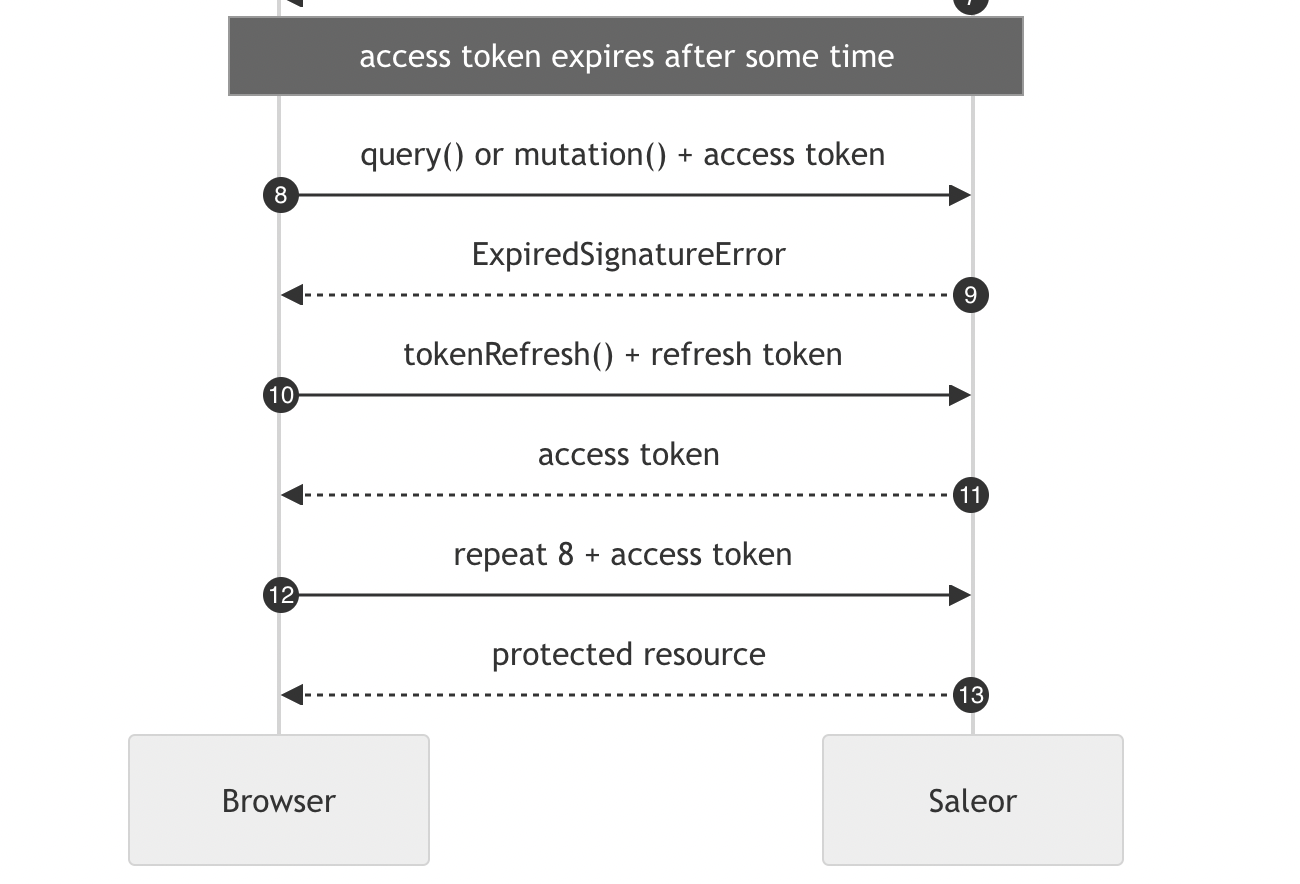 7
access token expires after some time
query() or mutation() + access token
8
ExpiredSignatureError
9
tokenRefresh() + refresh token
10
access token
11
repeat 8 + access token
12
protected resource
13
Browser
Saleor